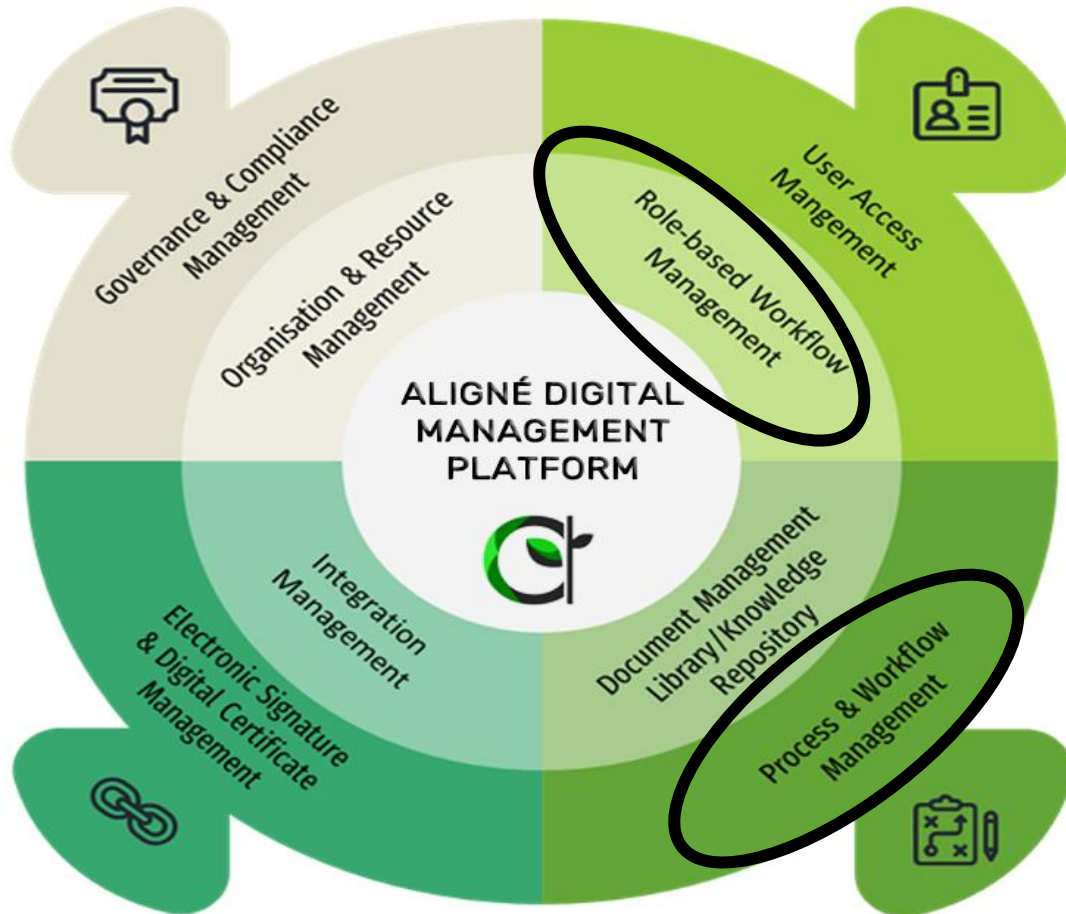 Governance & Compliance
Management
Organisation & Resource
Management
Role-based Workflow
Management
User Access
Mangement
ALIGNÉ DIGITAL
MANAGEMENT
PLATFORM
Integration
Management
Electronic Signature
& Digital Certificate
Management
Document Management
Library/Knowledge
Repository
Process & Workflow
Management